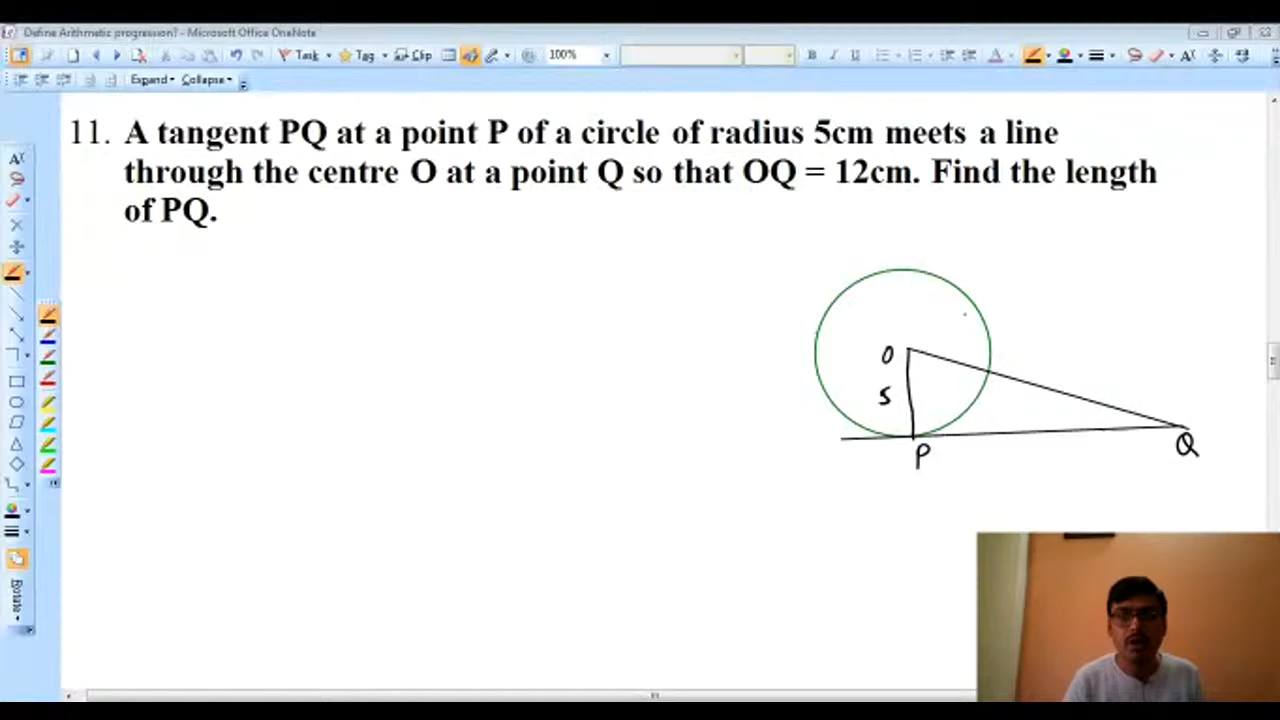 Define Arithmetic progression? - Microsoft Office OneNote
Task Tag Clip 100% B I U
Expand Collapse
11. A tangent PQ at a point P of a circle of radius 5cm meets a line
through the centre O at a point Q so that OQ = 12cm. Find the length
of PQ.
O
5
P
Q
Rotate